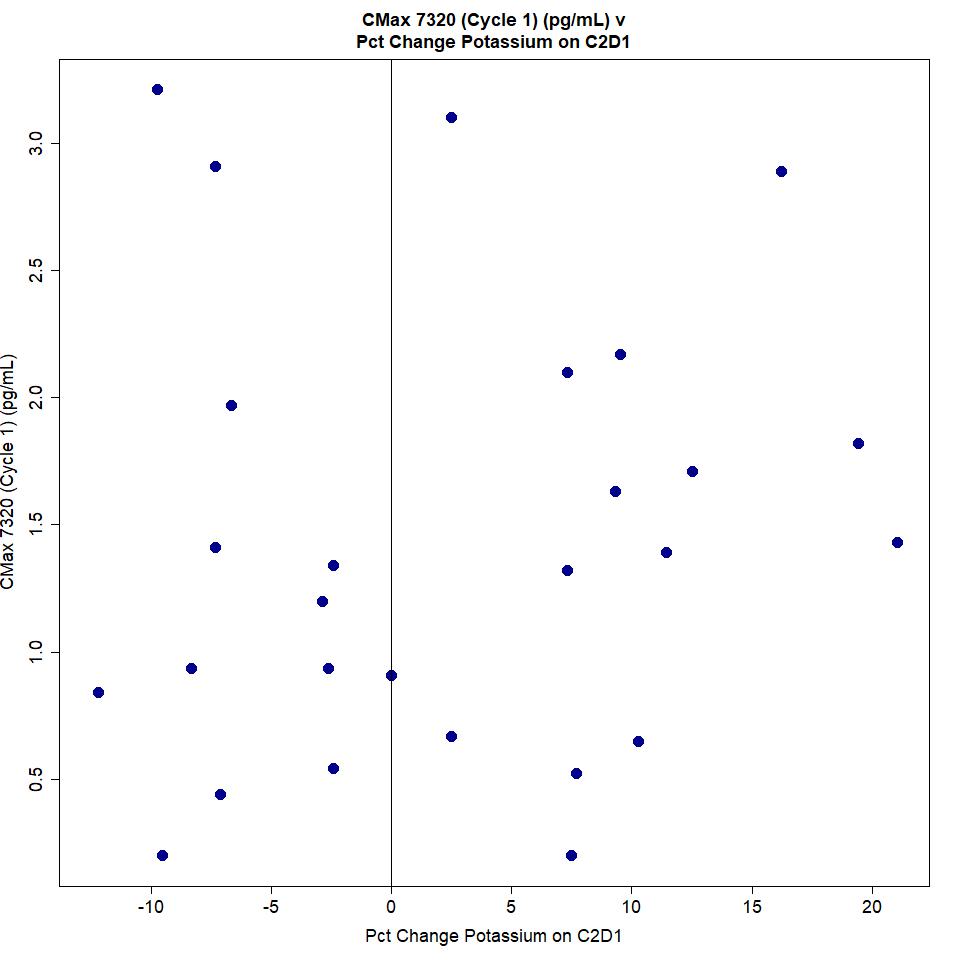 CMax 7320 (Cycle 1) (pg/mL) v
Pct Change Potassium on C2D1
CMax 7320 (Cycle 1) (pg/mL)
3.0
2.5
2.0
1.5
1.0
0.5
-10 -5 0 5 10 15 20
Pct Change Potassium on C2D1